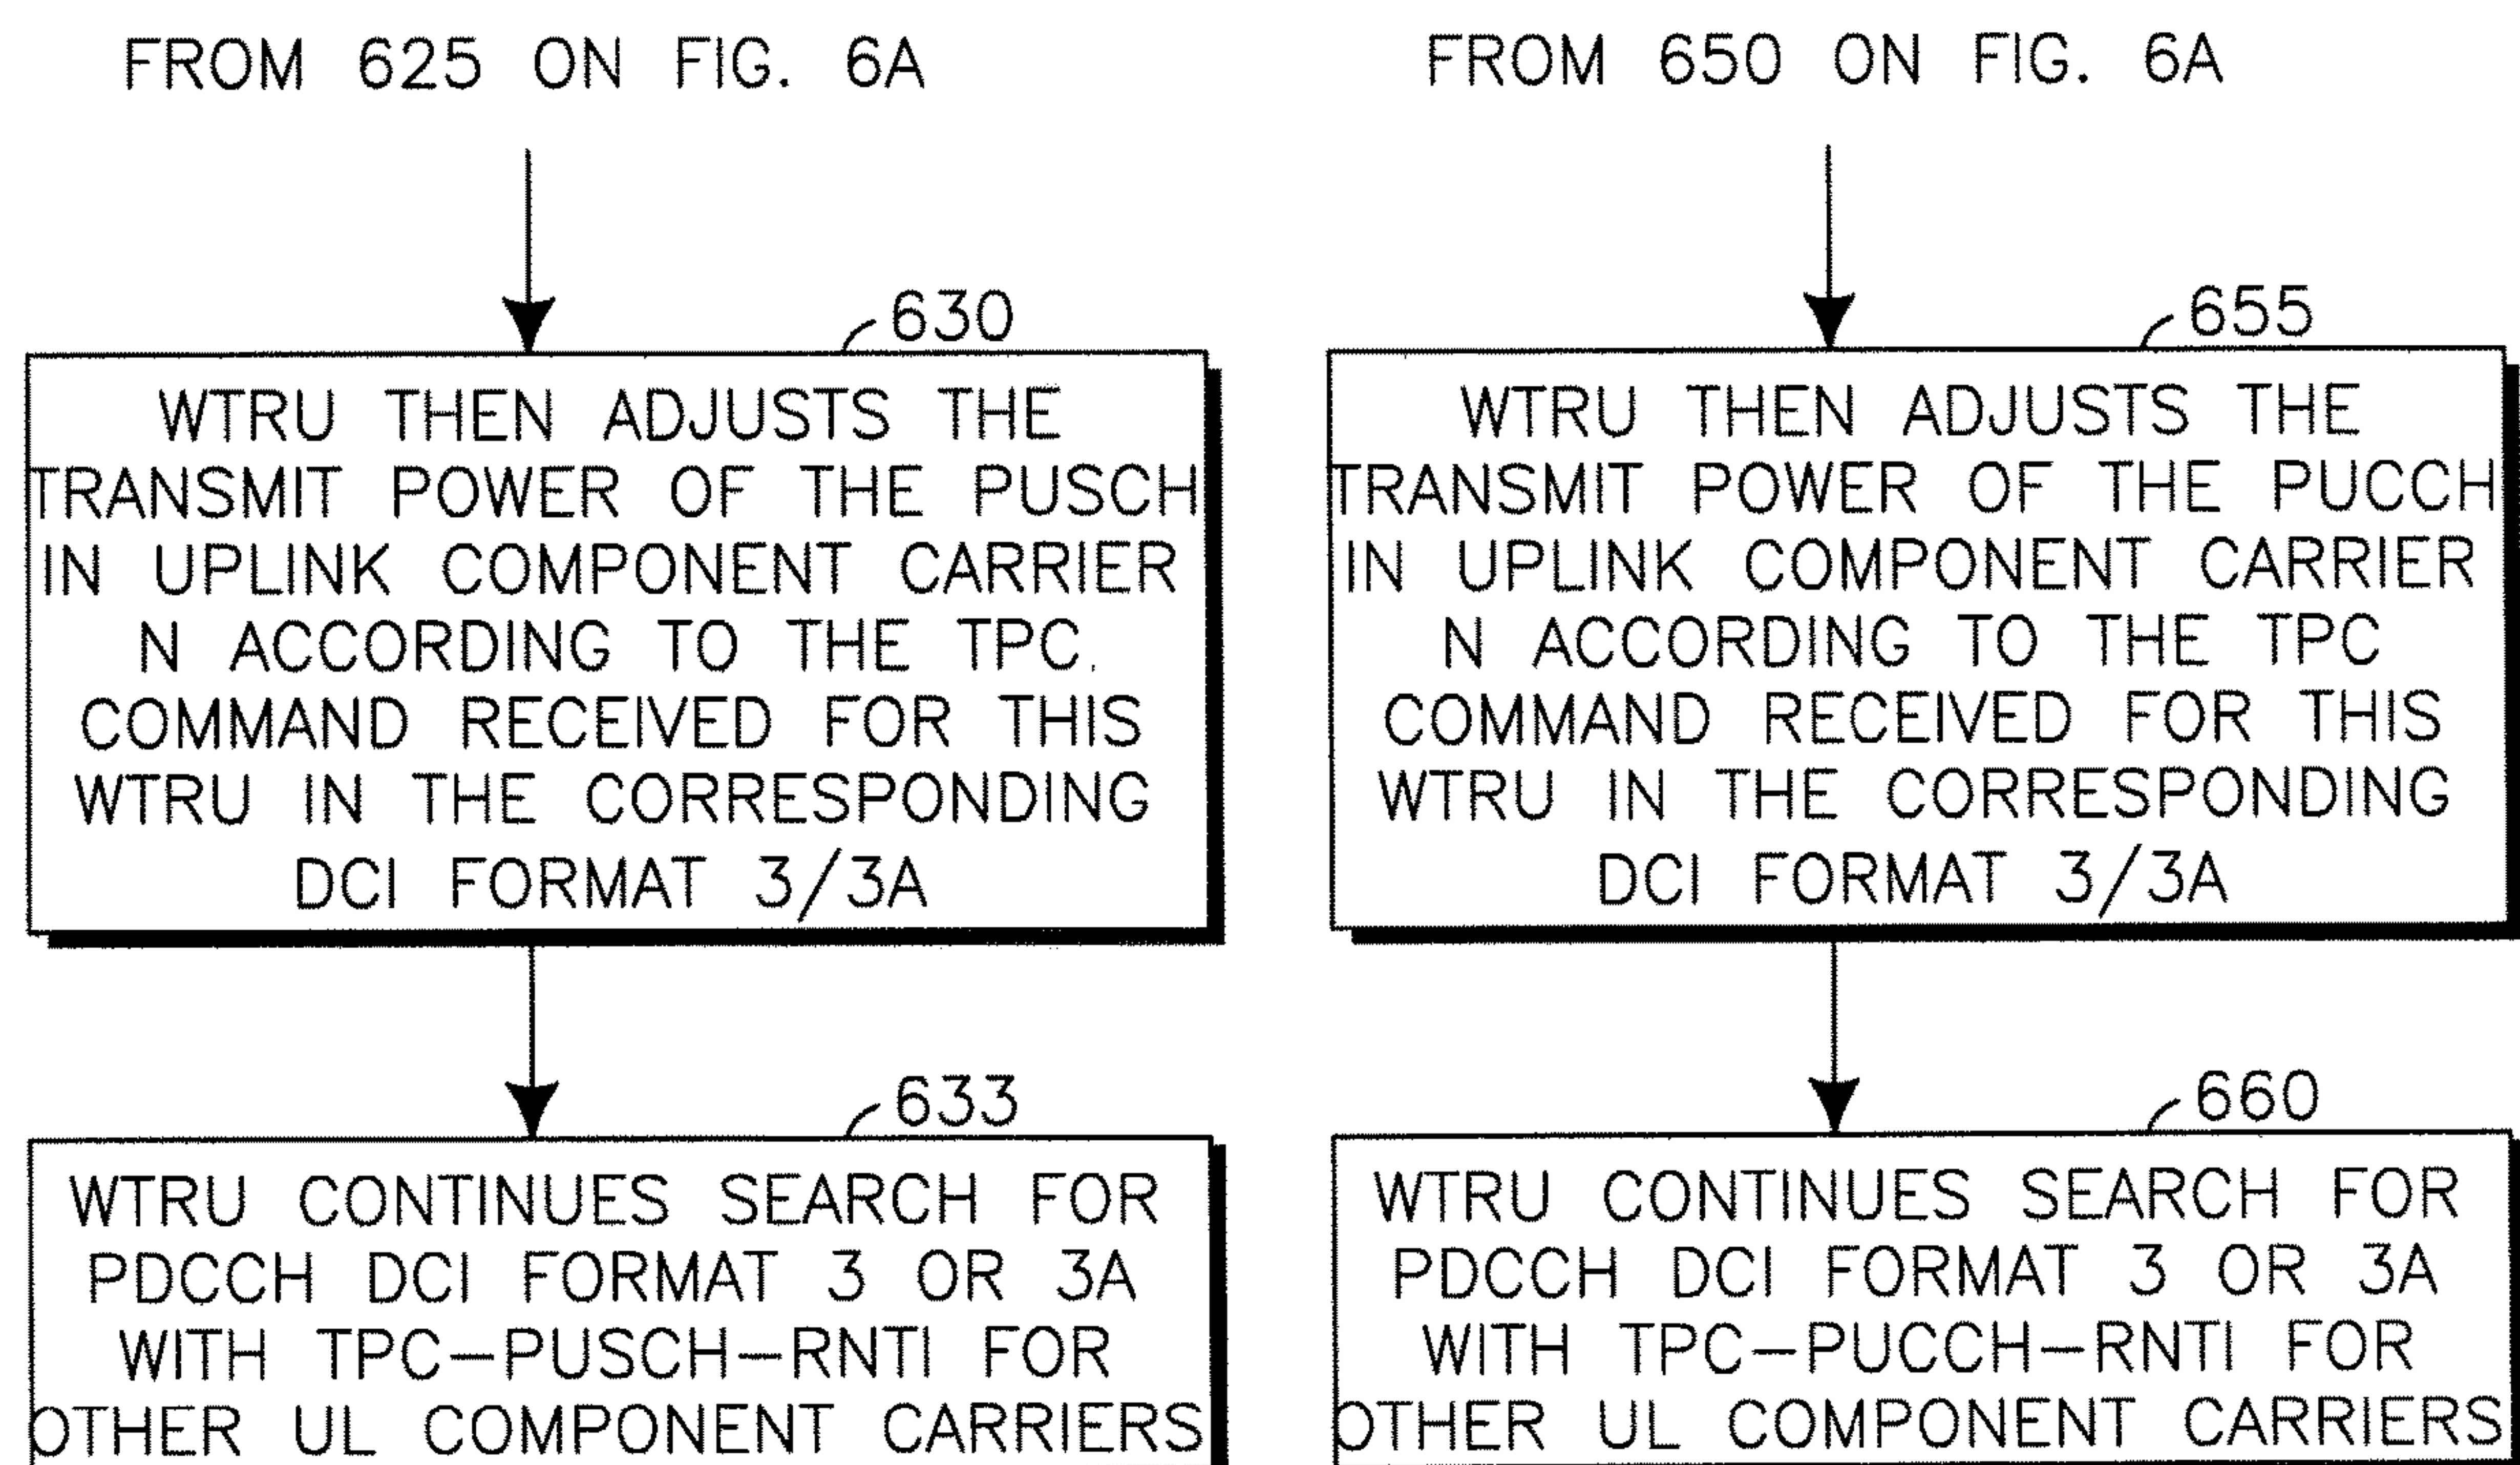 FROM 625 ON FIG. 6A
630
WTRU THEN ADJUSTS THE
TRANSMIT POWER OF THE PUSCH
IN UPLINK COMPONENT CARRIER
N ACCORDING TO THE TPC
COMMAND RECEIVED FOR THIS
WTRU IN THE CORRESPONDING
DCI FORMAT 3/3A
633
WTRU CONTINUES SEARCH FOR
PDCCH DCI FORMAT 3 OR 3A
WITH TPC-PUSCH-RNTI FOR
OTHER UL COMPONENT CARRIERS
FROM 650 ON FIG. 6A
655
WTRU THEN ADJUSTS THE
TRANSMIT POWER OF THE PUCCH
IN UPLINK COMPONENT CARRIER
N ACCORDING TO THE TPC
COMMAND RECEIVED FOR THIS
WTRU IN THE CORRESPONDING
DCI FORMAT 3/3A
660
WTRU CONTINUES SEARCH FOR
PDCCH DCI FORMAT 3 OR 3A
WITH TPC-PUCCH-RNTI FOR
OTHER UL COMPONENT CARRIERS